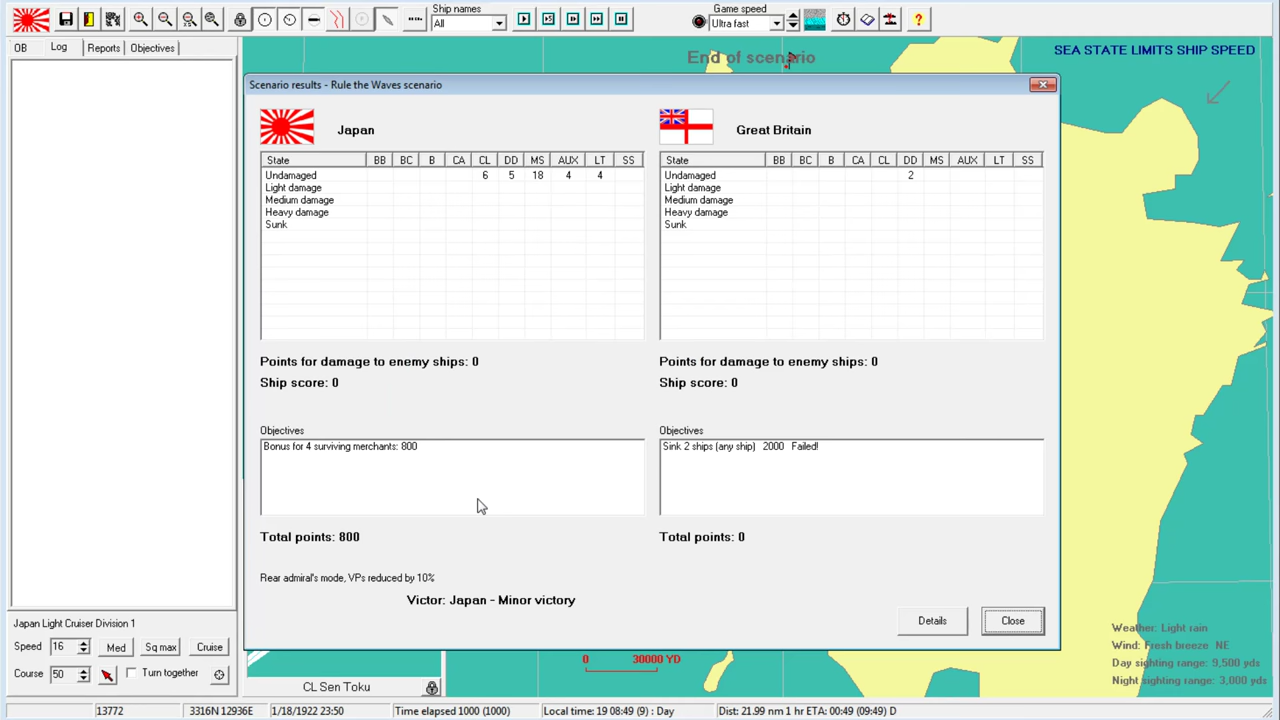 Ship names
Game speed
All
Ultra fast
OB
Log
Reports
Objectives
End of scenario
SEA STATE LIMITS SHIP SPEED
Scenario results - Rule the Waves scenario
Japan
Great Britain
State BB BC B CA CL DD MS AUX LT SS
Undamaged 6 5 18 4 4
Light damage
Medium damage
Heavy damage
Sunk
State BB BC B CA CL DD MS AUX LT SS
Undamaged 2
Light damage
Medium damage
Heavy damage
Sunk
Points for damage to enemy ships: 0
Ship score: 0
Points for damage to enemy ships: 0
Ship score: 0
Objectives
Bonus for 4 surviving merchants: 800
Objectives
Sink 2 ships (any ship) 2000 Failed!
Total points: 800
Total points: 0
Rear admiral's mode, VPs reduced by 10%
Victor: Japan - Minor victory
Details
Close
Japan Light Cruiser Division 1
Speed 16 Med Sq max Cruise
Course 50 Turn together
Weather: Light rain
Wind: Fresh breeze NE
Day sighting range: 9,500 yds
Night sighting range: 3,000 yds
0 30000 YD
CL Sen Toku
13772
3316N 12936E
1/18/1922 23:50
Time elapsed 1000 (1000)
Local time: 19 08:49 (9) : Day
Dist: 21.99 nm 1 hr ETA: 00:49 (09:49) D